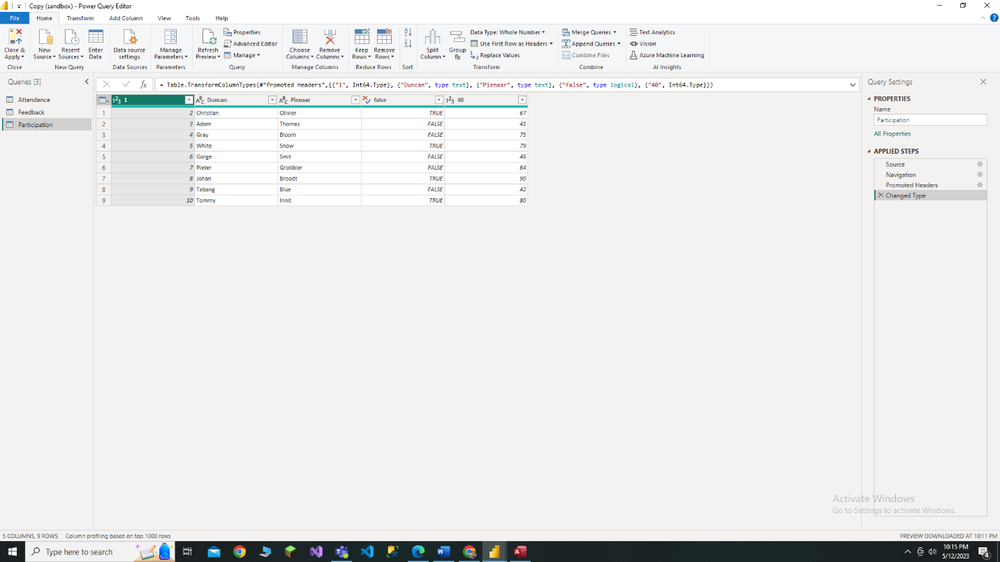 Copy (sandbox) - Power Query Editor
File Home Transform Add Column View Tools Help
Close & Apply
New Source
Recent Sources
Enter Data
Data source settings
Manage Parameters
Refresh Preview
Properties
Advanced Editor
Manage
Choose Columns
Remove Columns
Keep Rows
Remove Rows
Split Column
Group By
Data Type: Whole Number
Use First Row as Headers
Replace Values
Merge Queries
Append Queries
Combine Files
Text Analytics
Vision
Azure Machine Learning
Close New Query Data Sources Parameters Query Manage Columns Reduce Rows Sort Transform Combine AI Insights
Queries [3]
Attendence
Feedback
Participation
fx = Table.TransformColumnTypes(#"Promoted Headers",{{"1", Int64.Type}, {"Duncan", type text}, {"Pienaar", type text}, {"false", type logical}, {"40", Int64.Type}})
123 1 ABC Duncan ABC Pienaar false 123 40
1 2 Christian Olivier TRUE 67
2 3 Adam Thomas FALSE 41
3 4 Gray Bloom FALSE 75
4 5 White Snow TRUE 79
5 6 Gorge Smit FALSE 46
6 7 Pieter Grobbler FALSE 64
7 8 Johan Broodt TRUE 90
8 9 Tabang Blue FALSE 42
9 10 Tommy Innit TRUE 80
Query Settings
PROPERTIES
Name
Participation
All Properties
APPLIED STEPS
Source
Navigation
Promoted Headers
Changed Type
Activate Windows
Go to Settings to activate Windows.
5 COLUMNS, 9 ROWS Column profiling based on top 1000 rows
PREVIEW DOWNLOADED AT 10:11 PM
Type here to search
10:15 PM
5/12/2023
4